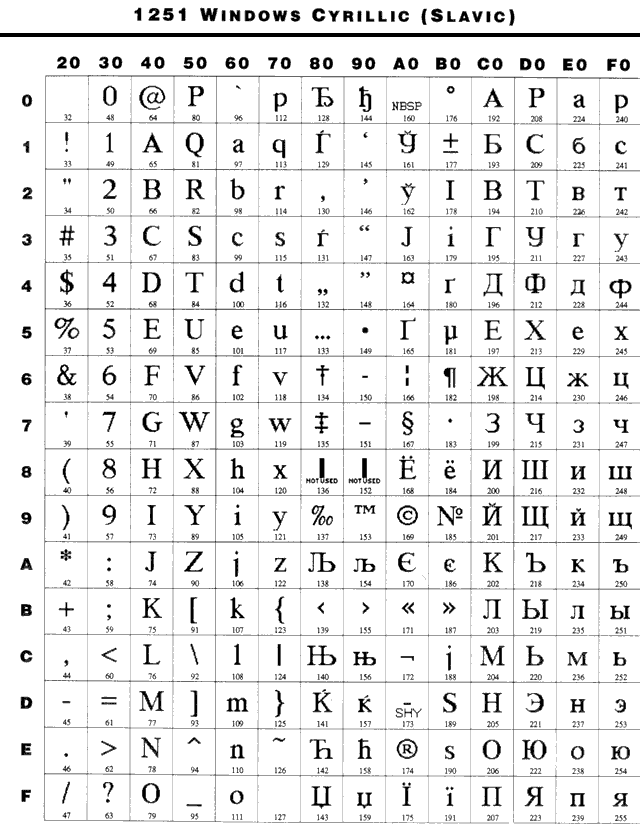 1251 WINDOWS CYRILLIC (SLAVIC)
20 30 40 50 60 70 80 90 A0 B0 C0 D0 E0 F0
0 0 @ P ` p Ђ ђ NBSP ° А Р а р
32 48 64 80 96 112 128 144 160 176 192 208 224 240
1 ! 1 A Q a q Ѓ ‘ Ў ± Б С б с
33 49 65 81 97 113 129 145 161 177 193 209 225 241
2 " 2 B R b r ‚ ’ ў І В Т в т
34 50 66 82 98 114 130 146 162 178 194 210 226 242
3 # 3 C S c s ѓ “ Ј і Г У г у
35 51 67 83 99 115 131 147 163 179 195 211 227 243
4 $ 4 D T d t „ ” ¤ ґ Д Ф д ф
36 52 68 84 100 116 132 148 164 180 196 212 228 244
5 % 5 E U e u … • Ґ µ Е Х е х
37 53 69 85 101 117 133 149 165 181 197 213 229 245
6 & 6 F V f v † - ¦ ¶ Ж Ц ж ц
38 54 70 86 102 118 134 150 166 182 198 214 230 246
7 ' 7 G W g w ‡ – § · З Ч з ч
39 55 71 87 103 119 135 151 167 183 199 215 231 247
8 ( 8 H X h x NOT USED NOT USED Ё ё И Ш и ш
40 56 72 88 104 120 136 152 168 184 200 216 232 248
9 ) 9 I Y i y ‰ ™ © № Й Щ й щ
41 57 73 89 105 121 137 153 169 185 201 217 233 249
A * : J Z j z Љ љ Є є К Ъ к ъ
42 58 74 90 106 122 138 154 170 186 202 218 234 250
B + ; K [ k { ‹ › « » Л Ы л ы
43 59 75 91 107 123 139 155 171 187 203 219 235 251
C , < L \ l | Њ њ ¬ ј М Ь м ь
44 60 76 92 108 124 140 156 172 188 204 220 236 252
D - = M ] m } Ќ ќ SHY Ѕ Н Э н э
45 61 77 93 109 125 141 157 173 189 205 221 237 253
E . > N ^ n ~ Ћ ћ ® ѕ О Ю о ю
46 62 78 94 110 126 142 158 174 190 206 222 238 254
F / ? O _ o Џ џ Ї ї П Я п я
47 63 79 95 111 127 143 159 175 191 207 223 239 255